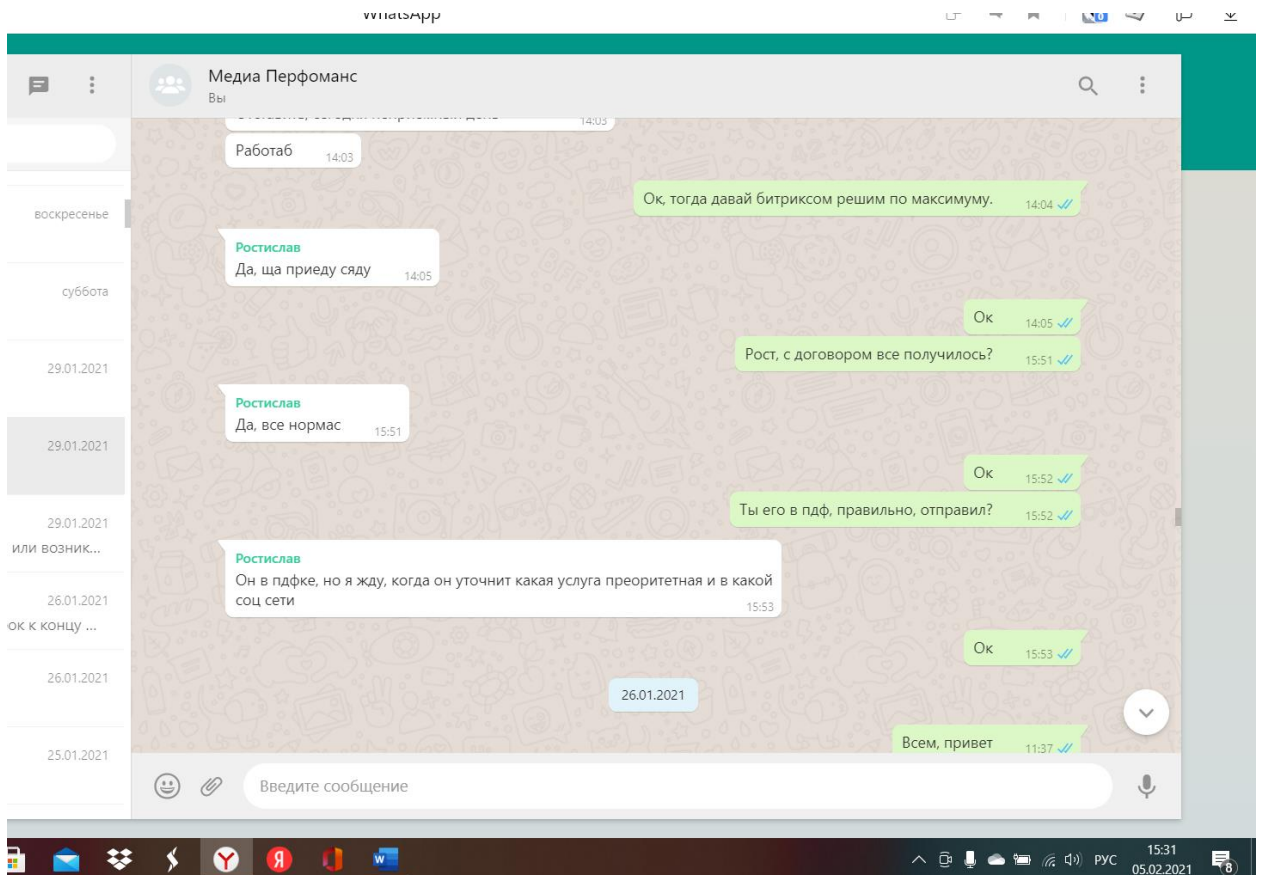 WhatsApp
Медиа Перфоманс
Вы
воскресенье
суббота
29.01.2021
29.01.2021
29.01.2021
или возник...
26.01.2021
ок к концу ...
26.01.2021
25.01.2021
14:03
Работаб 14:03
Ок, тогда давай битриксом решим по максимуму. 14:04
Ростислав
Да, ща приеду сяду 14:05
Ок 14:05
Рост, с договором все получилось? 15:51
Ростислав
Да, все нормас 15:51
Ок 15:52
Ты его в пдф, правильно, отправил? 15:52
Ростислав
Он в пдфке, но я жду, когда он уточнит какая услуга преоритетная и в какой
соц сети 15:53
Ок 15:53
26.01.2021
Всем, привет 11:37
Введите сообщение
РУС
15:31
05.02.2021
8